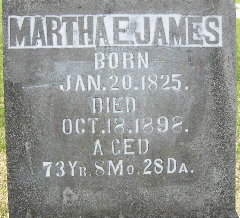 MARTHA E. JAMES
BORN
JAN. 20. 1825.
DIED
OCT. 18. 1898.
AGED
73 YR. 8 MO. 28 DA.